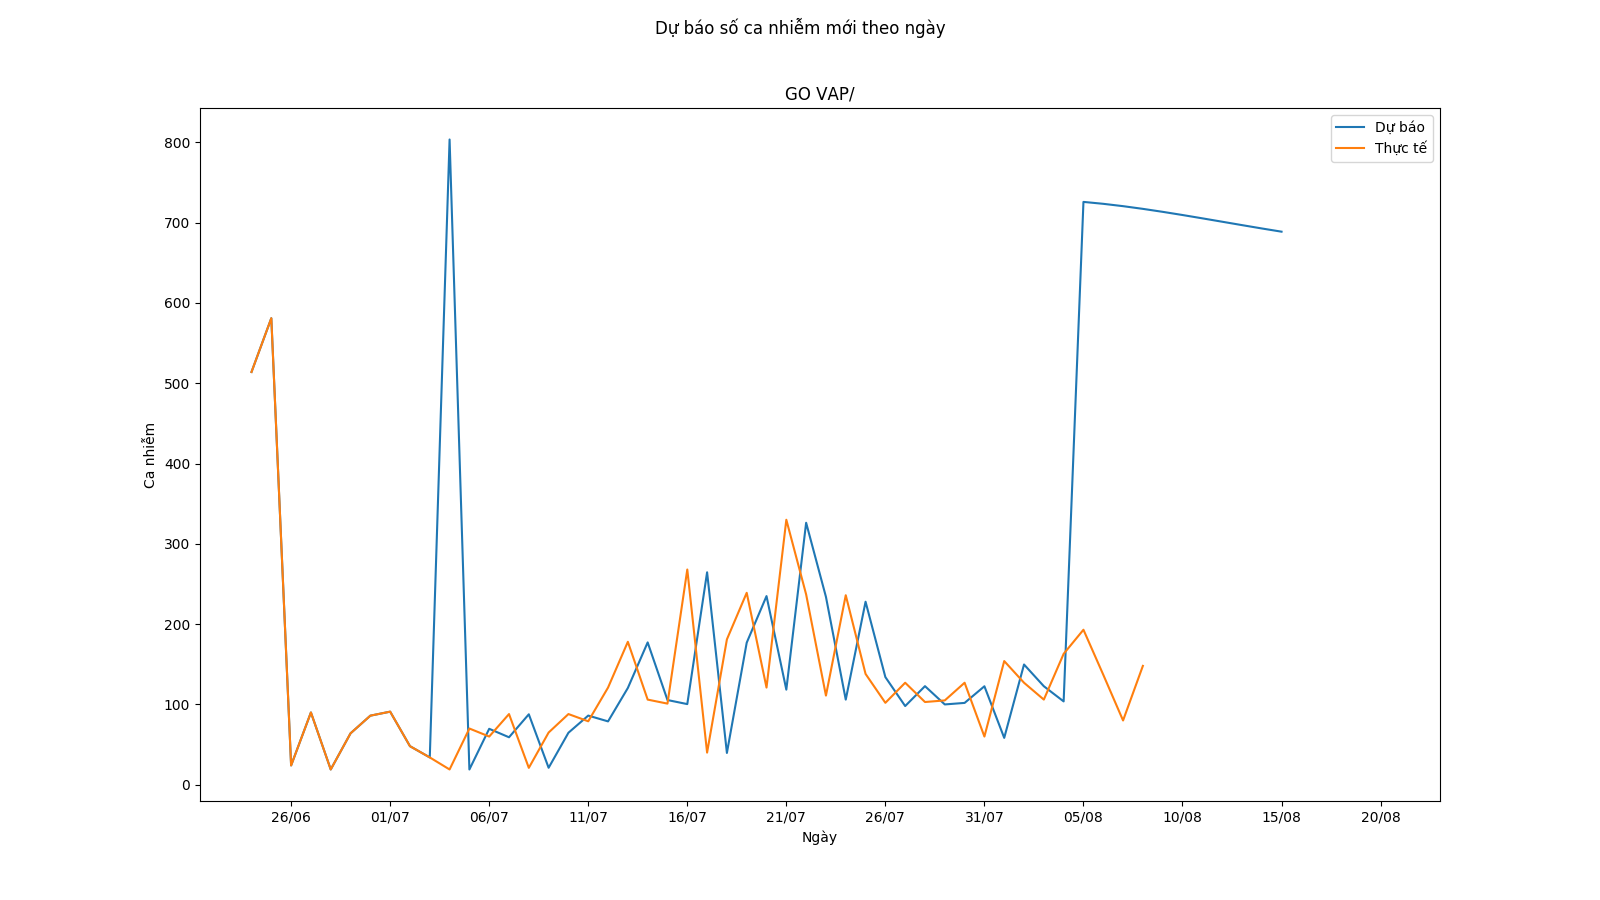 Dự báo số ca nhiễm mới theo ngày
GO VAP/
Dự báo
Thực tế
800
700
600
500
400
300
200
100
0
Ca nhiễm
26/06 01/07 06/07 11/07 16/07 21/07 26/07 31/07 05/08 10/08 15/08 20/08
Ngày